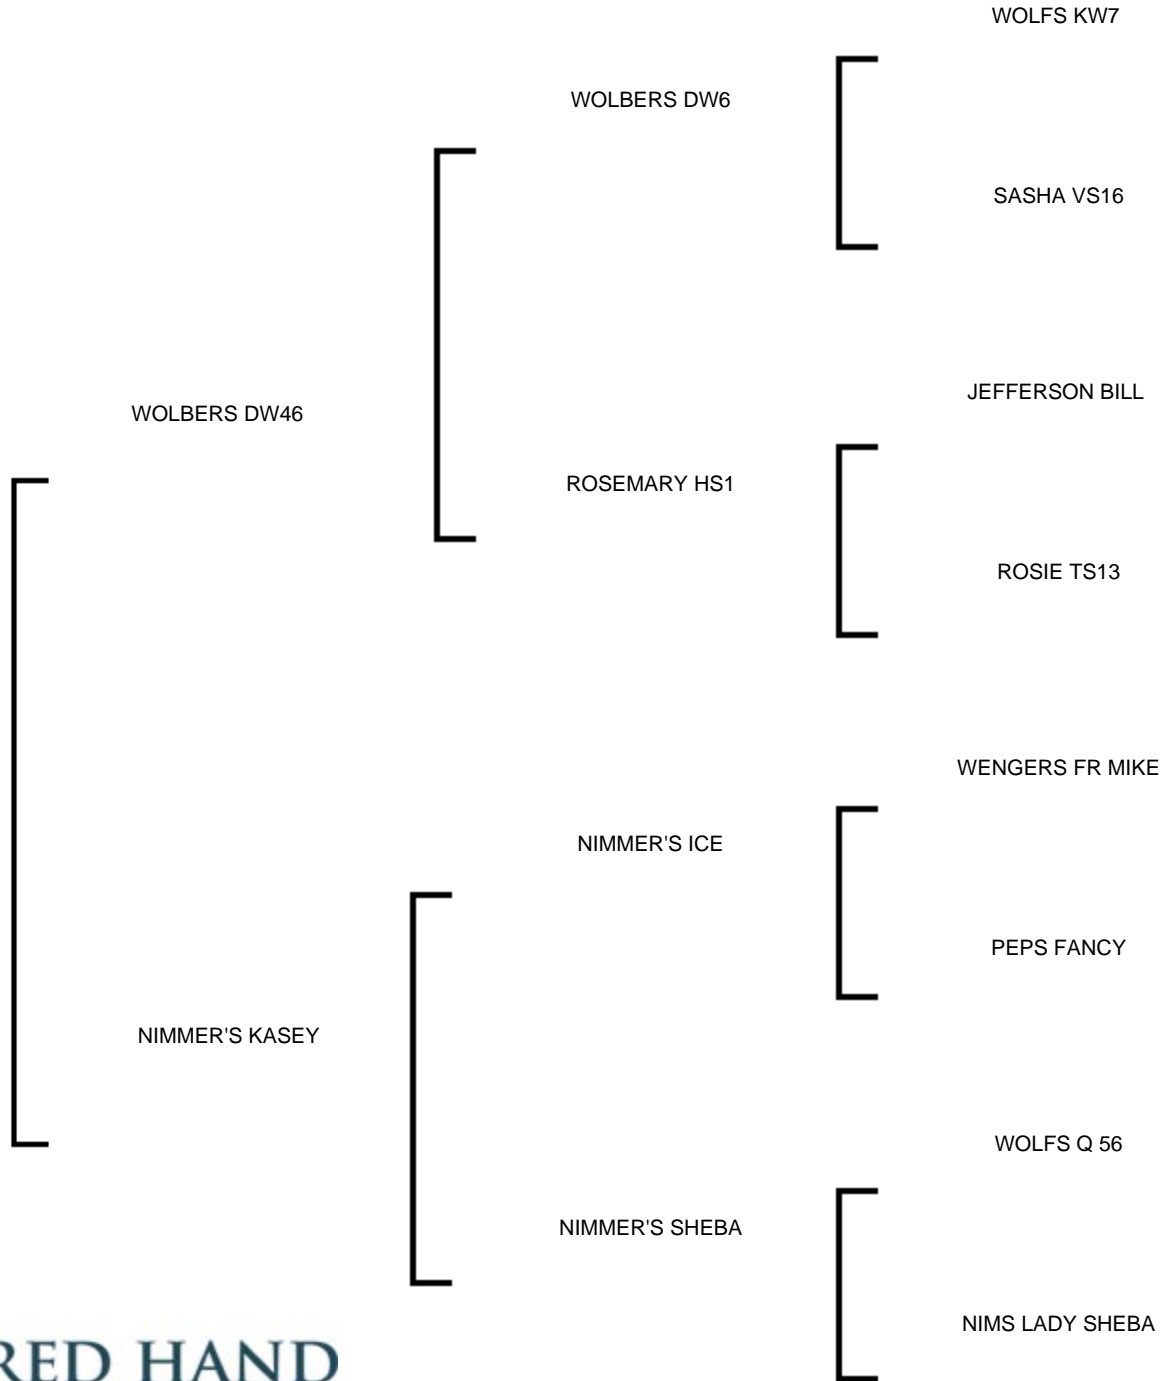 WOLFS KW7
WOLBERS DW6
SASHA VS16
JEFFERSON BILL
WOLBERS DW46
ROSEMARY HS1
ROSIE TS13
WENGERS FR MIKE
NIMMER'S ICE
PEPS FANCY
NIMMER'S KASEY
WOLFS Q 56
NIMMER'S SHEBA
NIMS LADY SHEBA
RED HAND